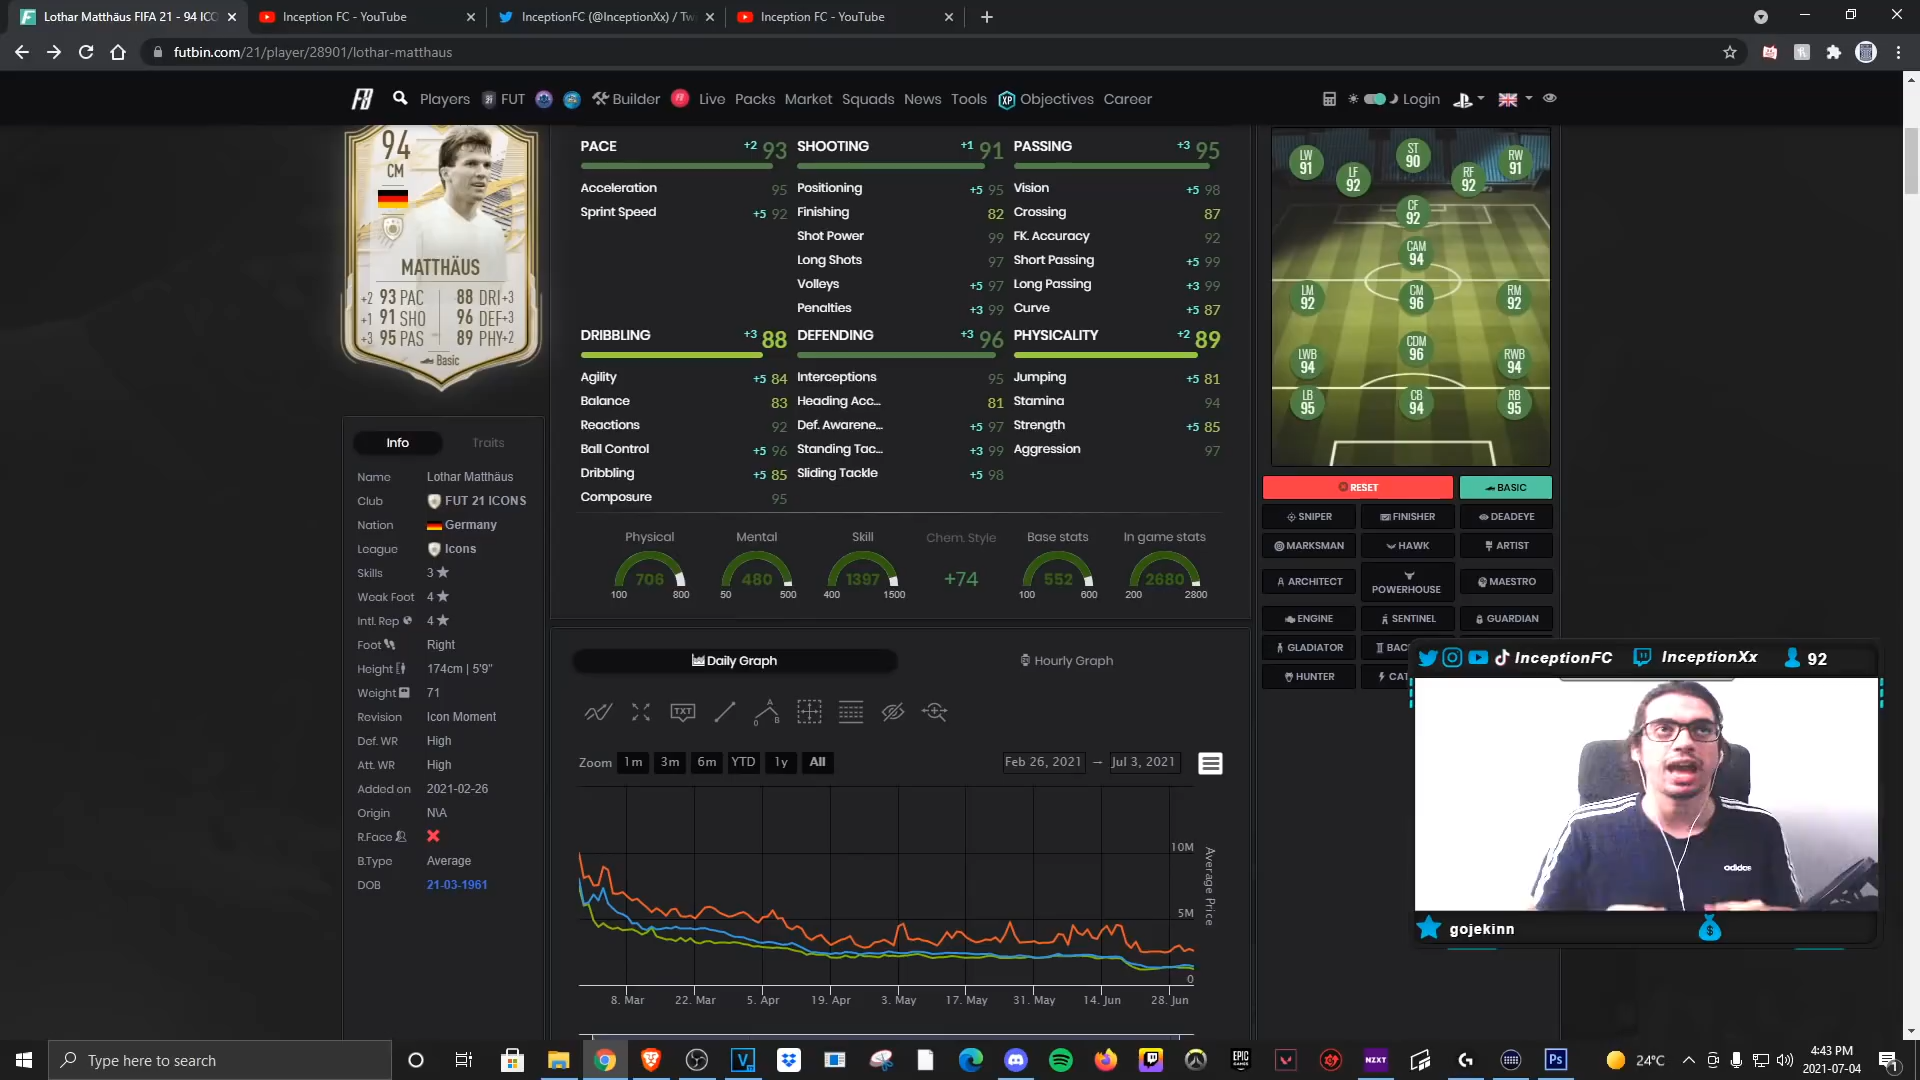 Lothar Matthäus FIFA 21 - 94 ICO
Inception FC - YouTube
InceptionFC (@InceptionXx) / Tw
Inception FC - YouTube
futbin.com/21/player/28901/lothar-matthaus
Players FUT Builder Live Packs Market Squads News Tools XP Objectives Career Login
94
CM
MATTHÄUS
+2 93 PAC 88 DRI+3
+1 91 SHO 96 DEF+3
+3 95 PAS 89 PHY+2
Basic
PACE +2 93
Acceleration 95
Sprint Speed +5 92
SHOOTING +1 91
Positioning +5 95
Finishing 82
Shot Power 99
Long Shots 97
Volleys +5 97
Penalties +3 99
PASSING +3 95
Vision +5 98
Crossing 87
FK. Accuracy 92
Short Passing +5 99
Long Passing +3 99
Curve +5 87
DRIBBLING +3 88
Agility +5 84
Balance 83
Reactions 92
Ball Control +5 96
Dribbling +5 85
Composure 95
DEFENDING +3 96
Interceptions 95
Heading Acc... 81
Def. Awarene... +5 97
Standing Tac... +3 99
Sliding Tackle +5 98
PHYSICALITY +2 89
Jumping +5 81
Stamina 94
Strength +5 85
Aggression 97
Physical Mental Skill Chem. Style Base stats In game stats
706 480 1397 +74 552 2680
100 800 50 500 400 1500 100 600 200 2800
LW 91
ST 90
RW 91
LF 92
RF 92
CF 92
CAM 94
LM 92
CM 96
RM 92
CDM 96
LWB 94
RWB 94
LB 95
CB 94
RB 95
RESET BASIC
SNIPER FINISHER DEADEYE
MARKSMAN HAWK ARTIST
ARCHITECT POWERHOUSE MAESTRO
ENGINE SENTINEL GUARDIAN
GLADIATOR BAC
HUNTER CAT
Info Traits
Name Lothar Matthäus
Club FUT 21 ICONS
Nation Germany
League Icons
Skills 3
Weak Foot 4
Intl. Rep 4
Foot Right
Height 174cm | 5'9"
Weight 71
Revision Icon Moment
Def. WR High
Att. WR High
Added on 2021-02-26
Origin N\A
R.Face
B.Type Average
DOB 21-03-1961
Daily Graph Hourly Graph
TXT
Zoom 1m 3m 6m YTD 1y All Feb 26, 2021 → Jul 3, 2021
10M
5M
0
Average Price
8. Mar 22. Mar 5. Apr 19. Apr 3. May 17. May 31. May 14. Jun 28. Jun
InceptionFC InceptionXx 92
adidas
gojekinn
Type here to search
NZXT
24°C
4:43 PM
2021-07-04